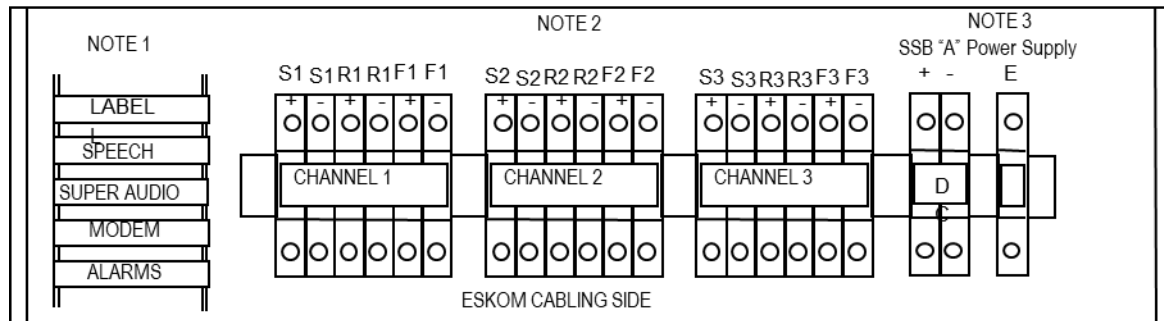 NOTE 1
LABEL
L
SPEECH
SUPER AUDIO
MODEM
ALARMS
NOTE 2
S1 S1 R1 R1 F1 F1
+ - + - + -
CHANNEL 1
S2 S2 R2 R2 F2 F2
+ - + - + -
CHANNEL 2
S3 S3 R3 R3 F3 F3
+ - + - + -
CHANNEL 3
NOTE 3
SSB “A” Power Supply
+ - E
D
C
ESKOM CABLING SIDE